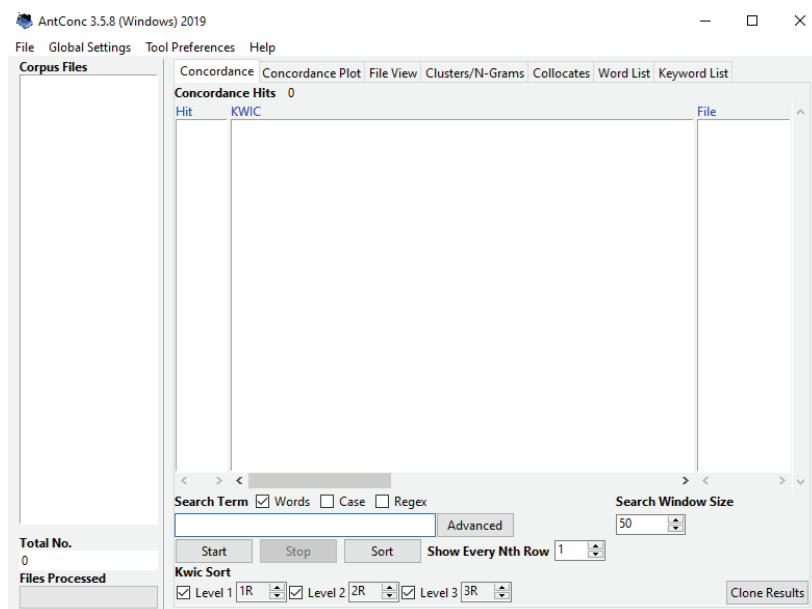 AntConc 3.5.8 (Windows) 2019
File Global Settings Tool Preferences Help
Corpus Files
Concordance Concordance Plot File View Clusters/N-Grams Collocates Word List Keyword List
Concordance Hits 0
Hit KWIC File
Search Term Words Case Regex Search Window Size
Advanced 50
Total No.
0
Start Stop Sort Show Every Nth Row 1
Files Processed
Kwic Sort
Level 1 1R Level 2 2R Level 3 3R Clone Results